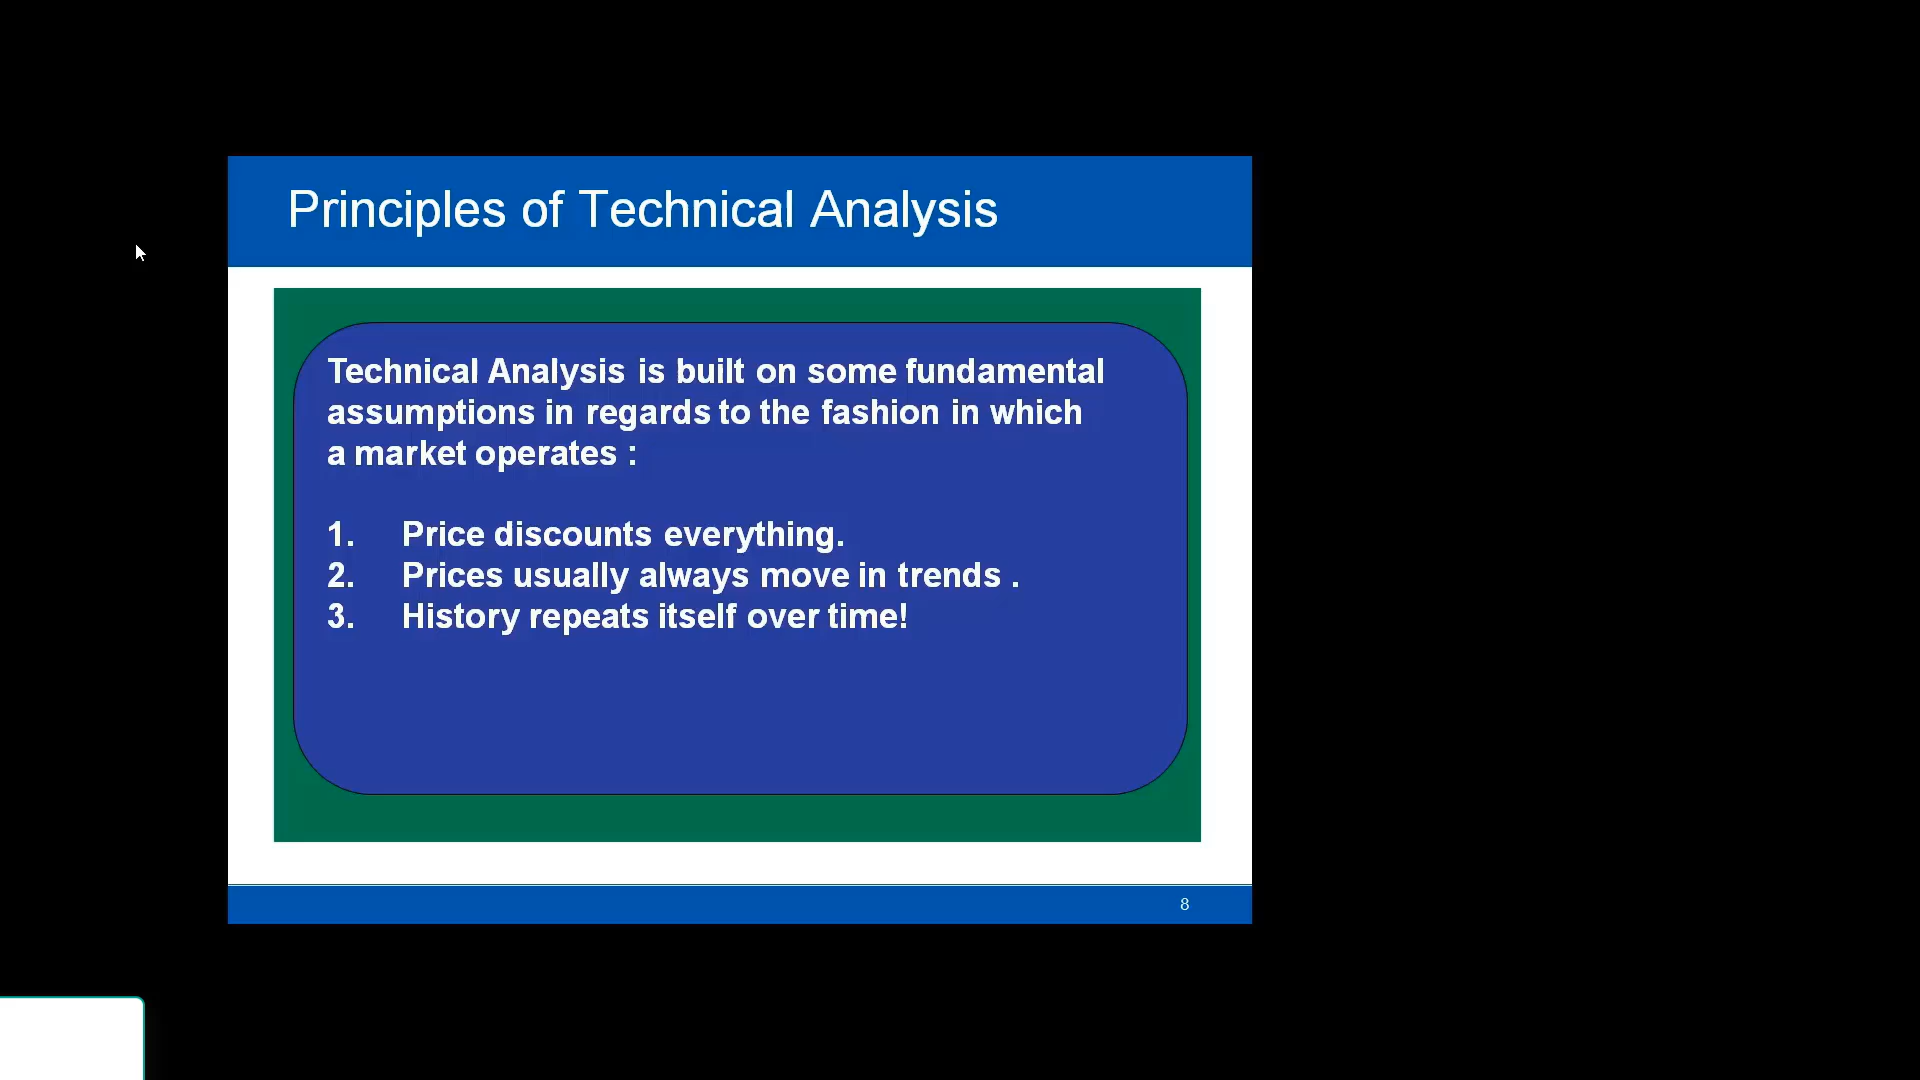 Principles of Technical Analysis
Technical Analysis is built on some fundamental
assumptions in regards to the fashion in which
a market operates :
1. Price discounts everything.
2. Prices usually always move in trends .
3. History repeats itself over time!
8